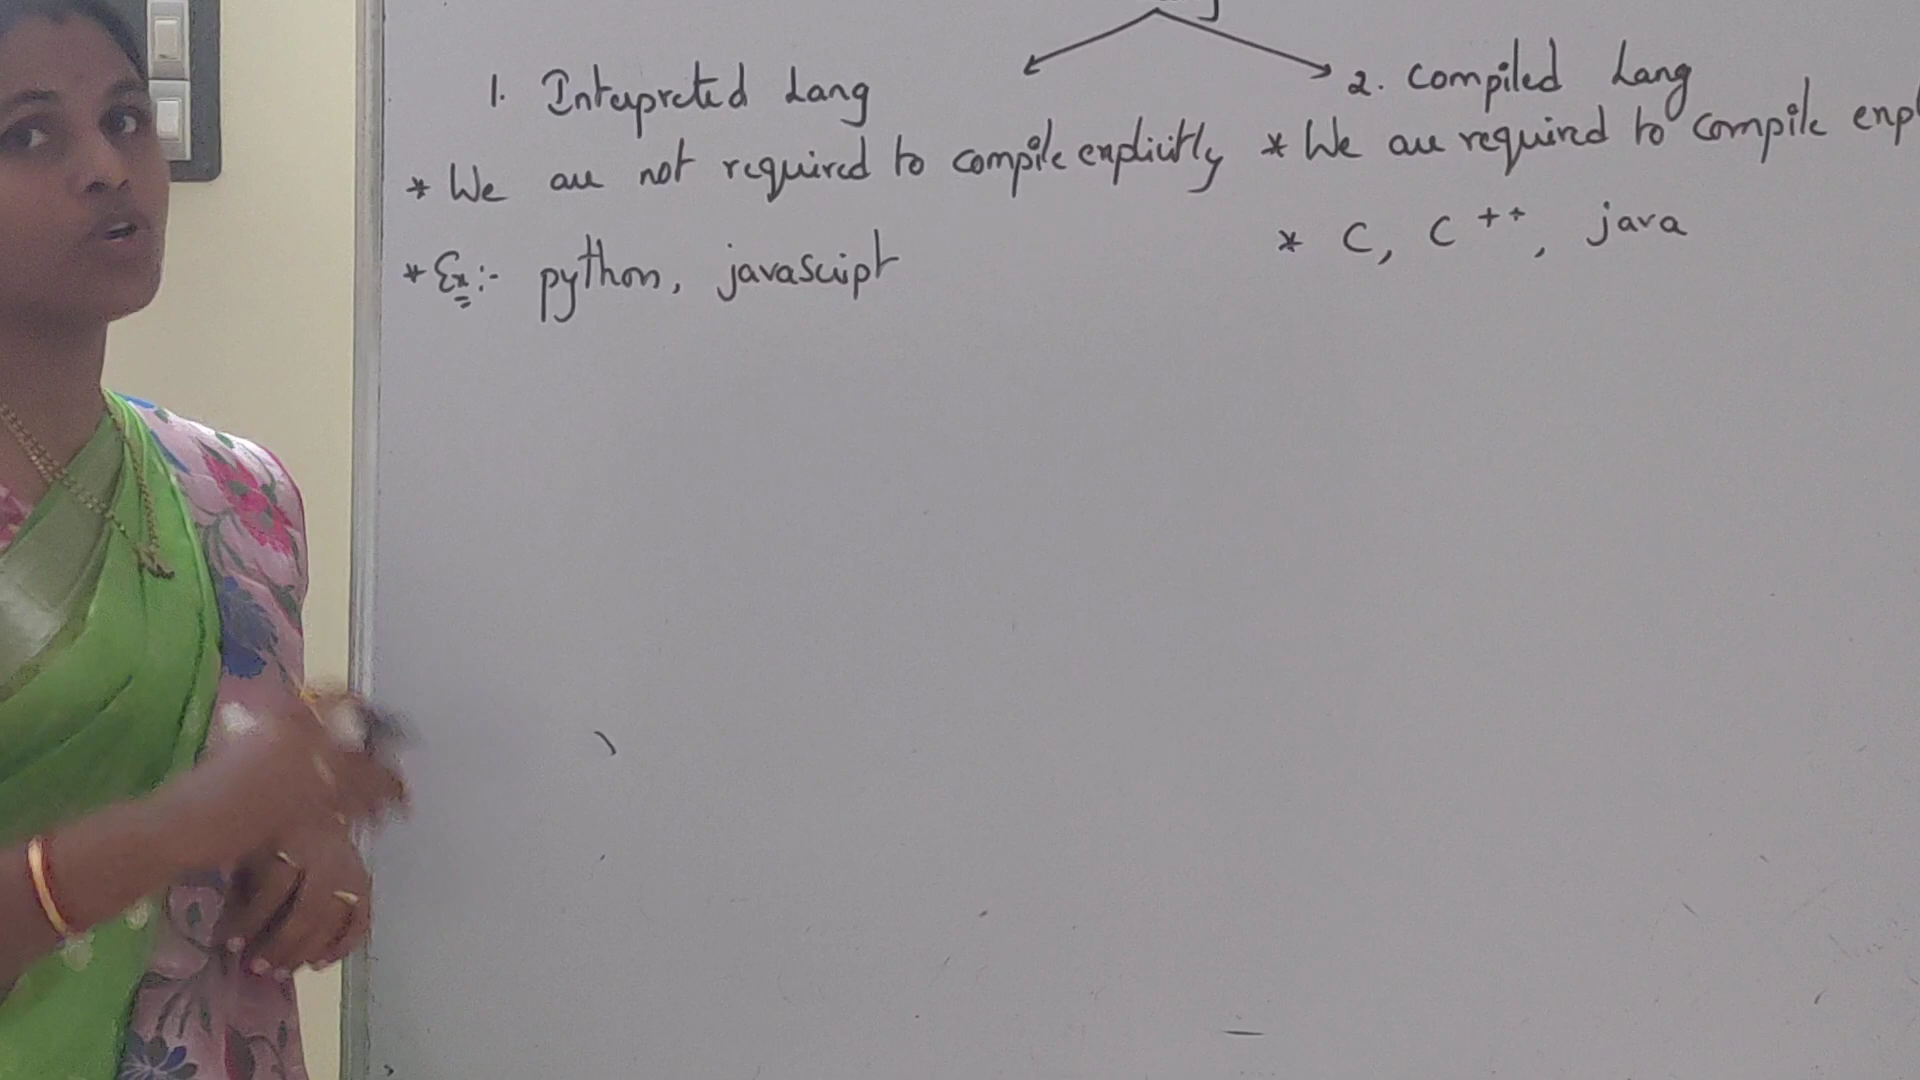 1. Interpreted Lang
* We are not required to compile explicitly
* Ex:- python, javascript
2. Compiled Lang
* We are required to compile
* C, C++, java